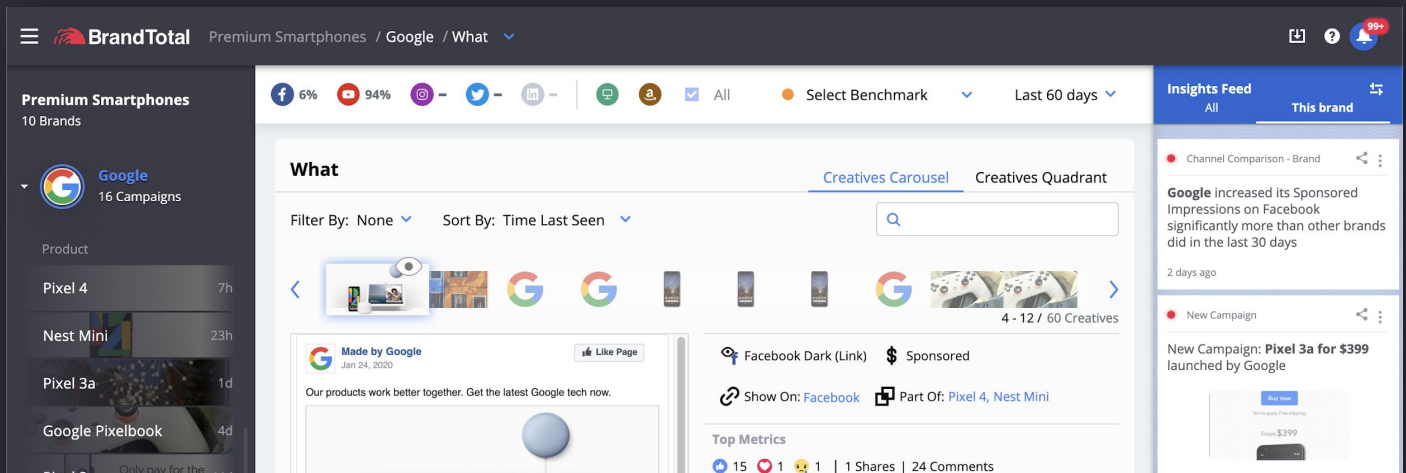 BrandTotal
Premium Smartphones / Google / What
99+
Premium Smartphones
10 Brands
Google
16 Campaigns
Product
Pixel 4 7h
Nest Mini 23h
Pixel 3a 1d
Google Pixelbook 4d
Only pay for the
6% 94% - - - All Select Benchmark Last 60 days
What
Creatives Carousel Creatives Quadrant
Filter By: None Sort By: Time Last Seen
4 - 12 / 60 Creatives
Made by Google
Jan 24, 2020
Like Page
Our products work better together. Get the latest Google tech now.
Facebook Dark (Link) $ Sponsored
Show On: Facebook Part Of: Pixel 4, Nest Mini
Top Metrics
15 1 1 | 1 Shares | 24 Comments
Insights Feed
All This brand
Channel Comparison - Brand
Google increased its Sponsored
Impressions on Facebook
significantly more than other brands
did in the last 30 days
2 days ago
New Campaign
New Campaign: Pixel 3a for $399
launched by Google
Buy now
Terms apply. Free shipping.
From $399